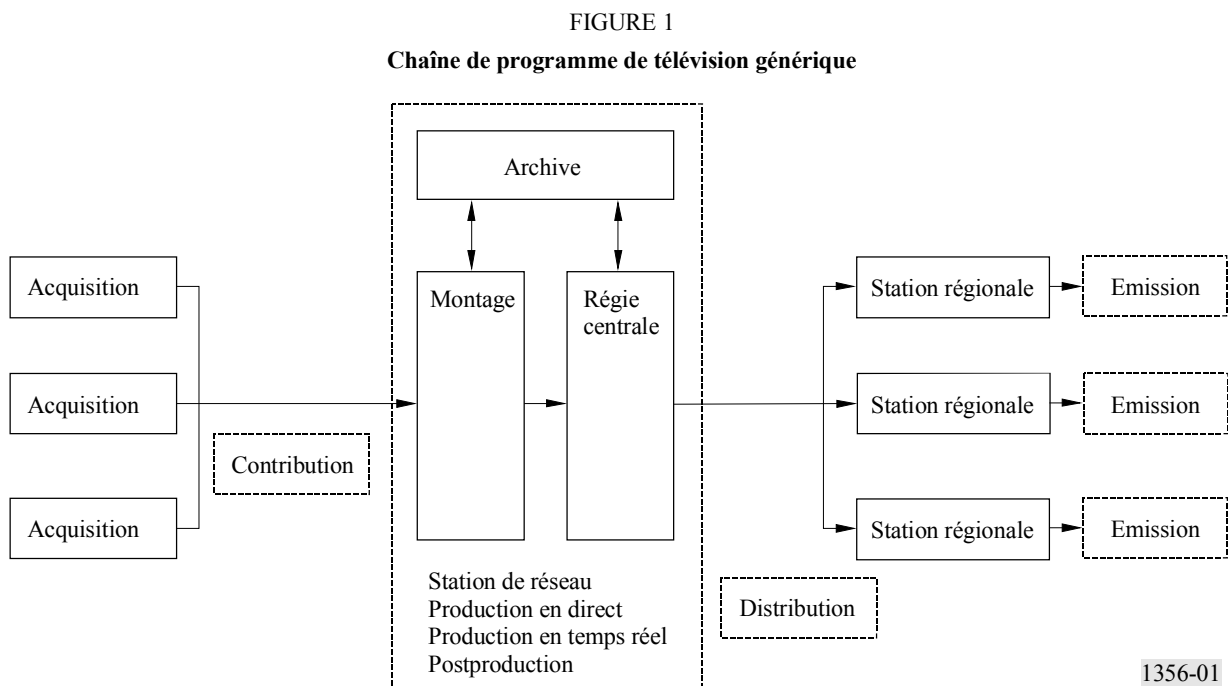 FIGURE 1
Chaîne de programme de télévision générique
Archive
Acquisition
Acquisition
Acquisition
Contribution
Montage
Régie
centrale
Station de réseau
Production en direct
Production en temps réel
Postproduction
Distribution
Station régionale
Emission
Station régionale
Emission
Station régionale
Emission
1356-01